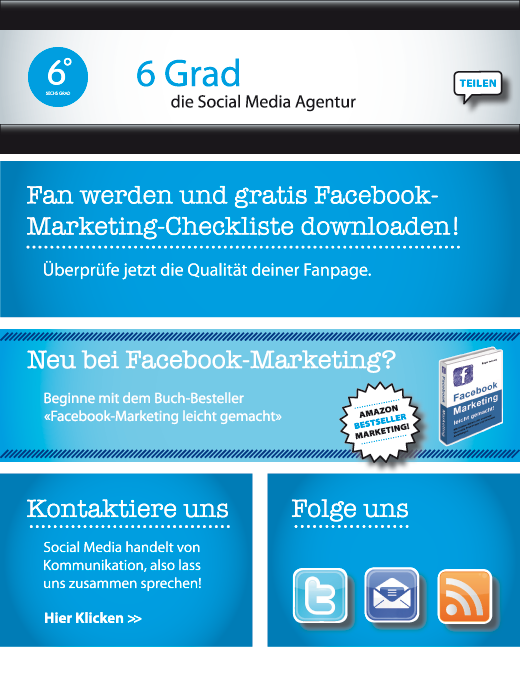 6°
SECHS GRAD
6 Grad
die Social Media Agentur
TEILEN
Fan werden und gratis Facebook-
Marketing-Checkliste downloaden!
Überprüfe jetzt die Qualität deiner Fanpage.
Neu bei Facebook-Marketing?
Beginne mit dem Buch-Besteller
«Facebook-Marketing leicht gemacht»
AMAZON
BESTSELLER
MARKETING!
Facebook
Marketing
leicht gemacht!
Facebook Marketing
Kontaktiere uns
Social Media handelt von
Kommunikation, also lass
uns zusammen sprechen!
Hier Klicken >>
Folge uns